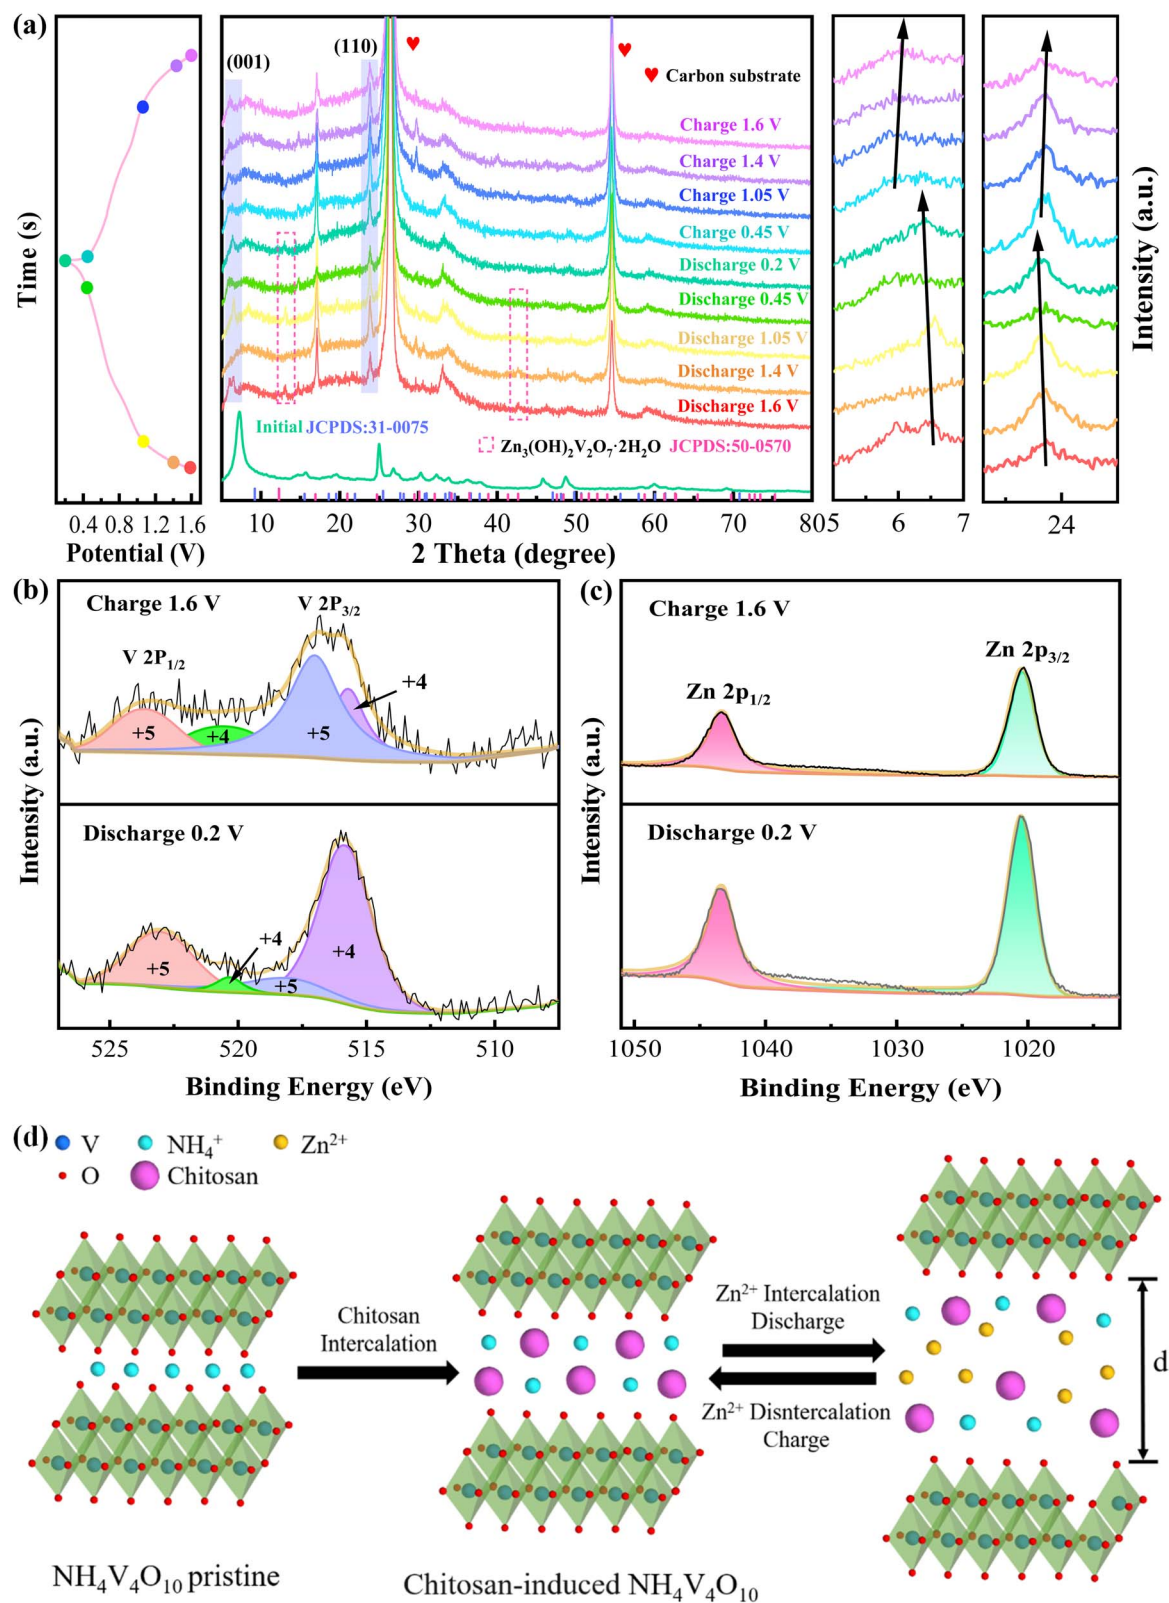 (a)
Time (s)
0.4 0.8 1.2 1.6
Potential (V)
(001)
(110)
♥
♥
♥ Carbon substrate
Charge 1.6 V
Charge 1.4 V
Charge 1.05 V
Charge 0.45 V
Discharge 0.2 V
Discharge 0.45 V
Discharge 1.05 V
Discharge 1.4 V
Discharge 1.6 V
Initial JCPDS:31-0075
Zn₃(OH)₂V₂O₇·2H₂O JCPDS:50-0570
10 20 30 40 50 60 70 80
2 Theta (degree)
5 6 7
24
Intensity (a.u.)
(b)
Charge 1.6 V
V 2P₃/₂
V 2P₁/₂
+4
+5
+4
+5
Discharge 0.2 V
+4
+5
+5
+4
Intensity (a.u.)
525 520 515 510
Binding Energy (eV)
(c)
Charge 1.6 V
Zn 2p₃/₂
Zn 2p₁/₂
Discharge 0.2 V
Intensity (a.u.)
1050 1040 1030 1020
Binding Energy (eV)
(d)
V NH₄⁺ Zn²⁺
O Chitosan
Chitosan
Intercalation
Zn²⁺ Intercalation
Discharge
Zn²⁺ Disntercalation
Charge
d
NH₄V₄O₁₀ pristine
Chitosan-induced NH₄V₄O₁₀